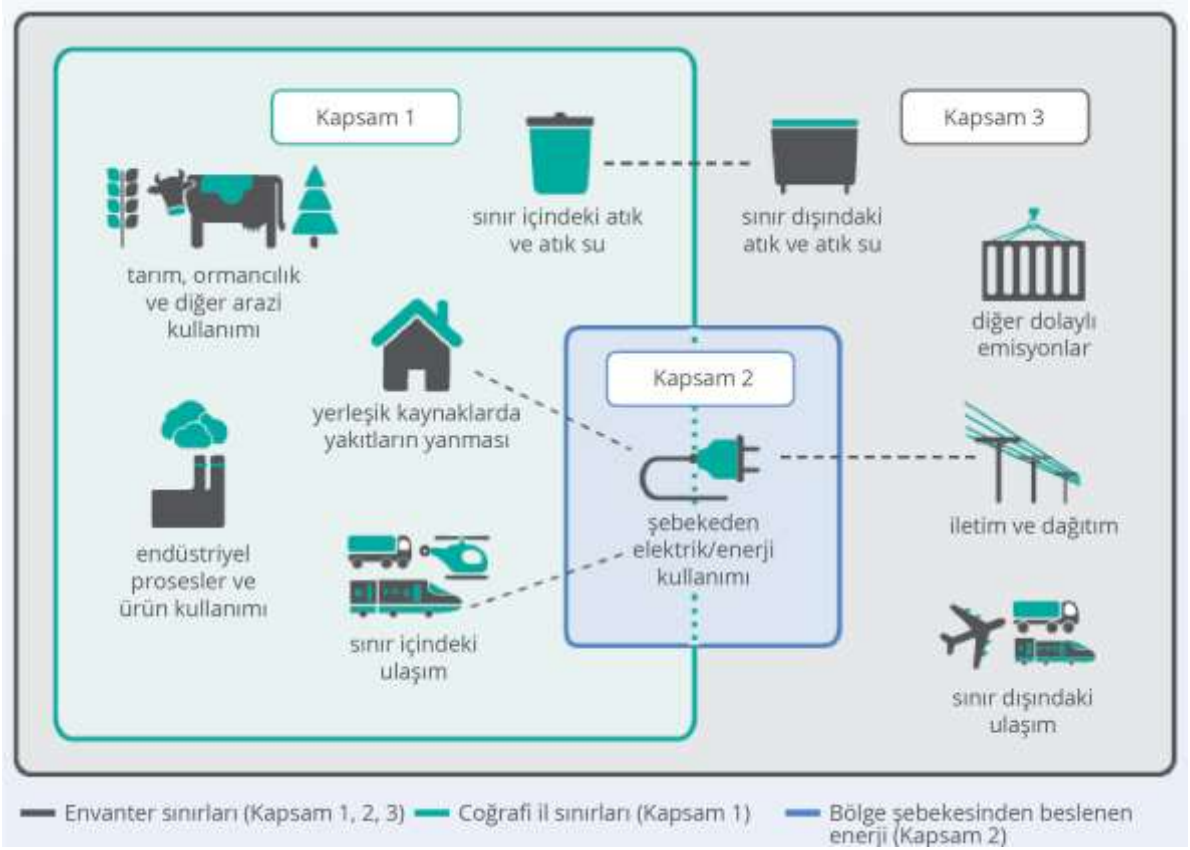 Kapsam 1
Kapsam 3
sınır içindeki atık
ve atık su
sınır dışındaki
atık ve atık su
tarım, ormancılık
ve diğer arazi
kullanımı
diğer dolaylı
emisyonlar
Kapsam 2
yerleşik kaynaklarda
yakıtların yanması
şebekeden
elektrik/enerji
kullanımı
iletim ve dağıtım
endüstriyel
prosesler ve
ürün kullanımı
sınır içindeki
ulaşım
sınır dışındaki
ulaşım
Envanter sınırları (Kapsam 1, 2, 3)
Coğrafi il sınırları (Kapsam 1)
Bölge şebekesinden beslenen
enerji (Kapsam 2)